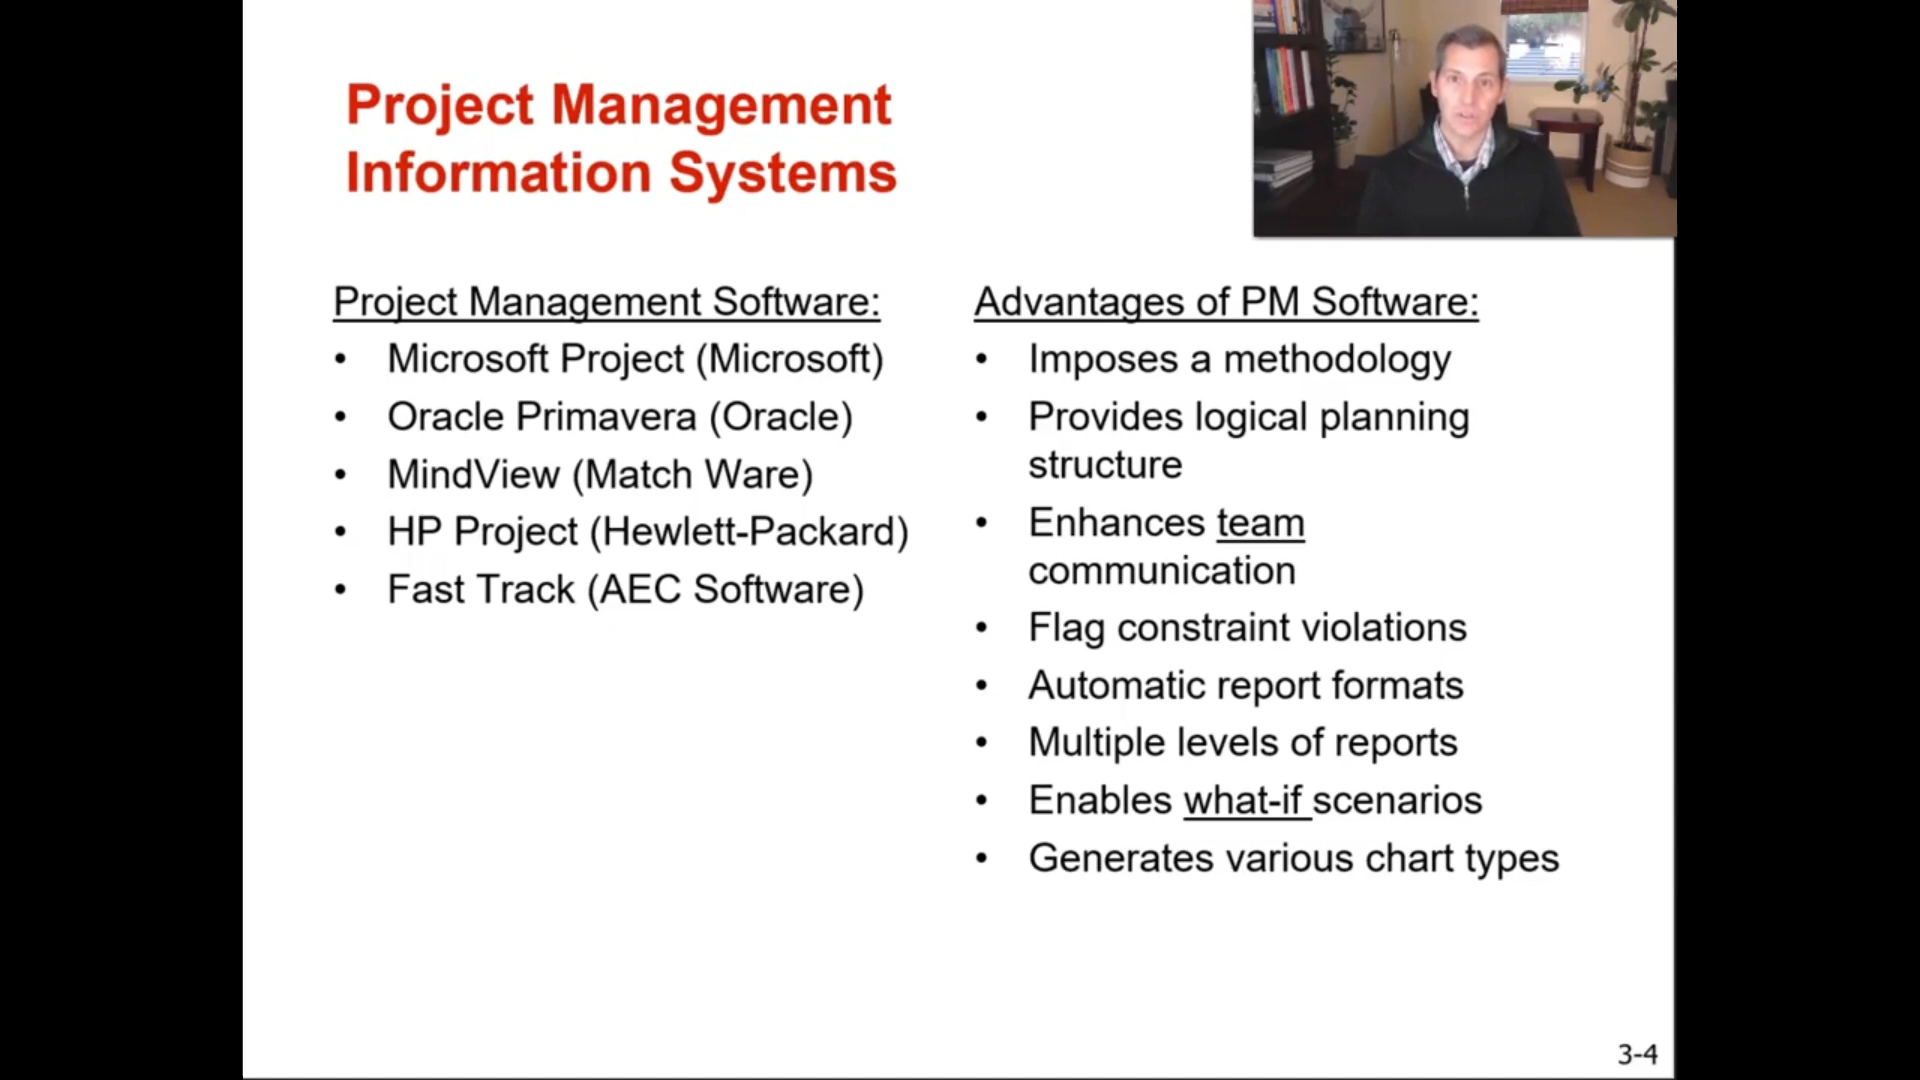 Project Management
Information Systems
Project Management Software:
• Microsoft Project (Microsoft)
• Oracle Primavera (Oracle)
• MindView (Match Ware)
• HP Project (Hewlett-Packard)
• Fast Track (AEC Software)
Advantages of PM Software:
• Imposes a methodology
• Provides logical planning
structure
• Enhances team
communication
• Flag constraint violations
• Automatic report formats
• Multiple levels of reports
• Enables what-if scenarios
• Generates various chart types
3-4